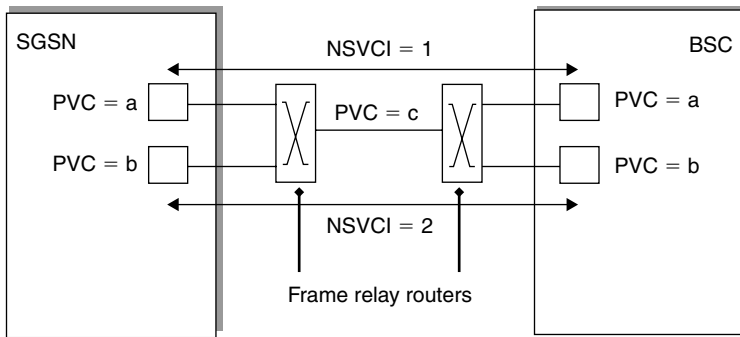 SGSN
NSVCI = 1
BSC
PVC = a
PVC = c
PVC = a
PVC = b
PVC = b
NSVCI = 2
Frame relay routers